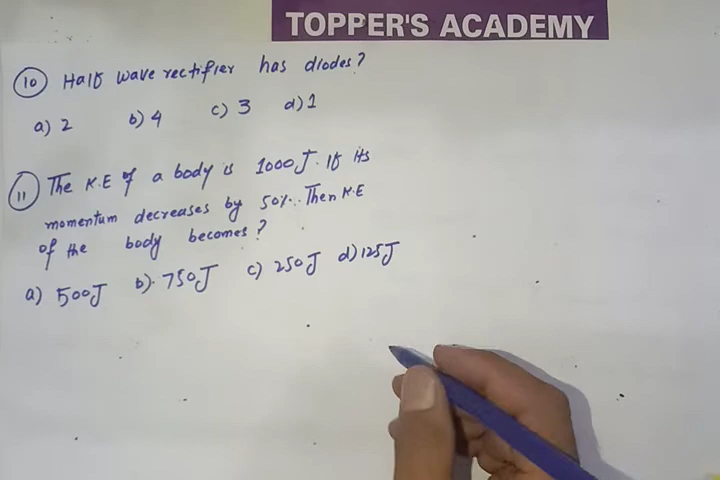 TOPPER'S ACADEMY
10 Half wave rectifier has diodes?
a) 2 b) 4 c) 3 d) 1
11 The K.E of a body is 1000J. If its
momentum decreases by 50%. Then K.E
of the body becomes?
a) 500J b). 750J c) 250J d) 125J